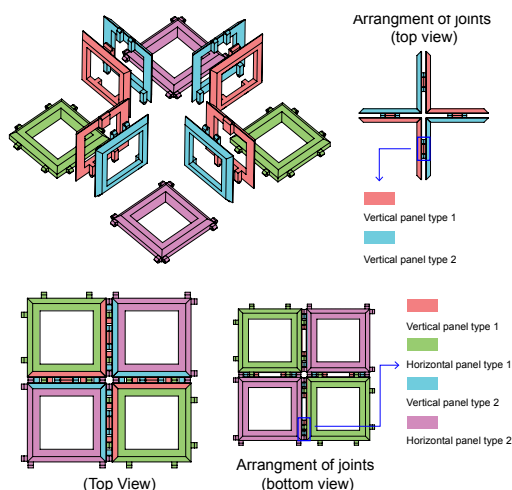 Arrangment of joints
(top view)
Vertical panel type 1
Vertical panel type 2
Vertical panel type 1
Horizontal panel type 1
Vertical panel type 2
Horizontal panel type 2
(Top View)
Arrangment of joints
(bottom view)